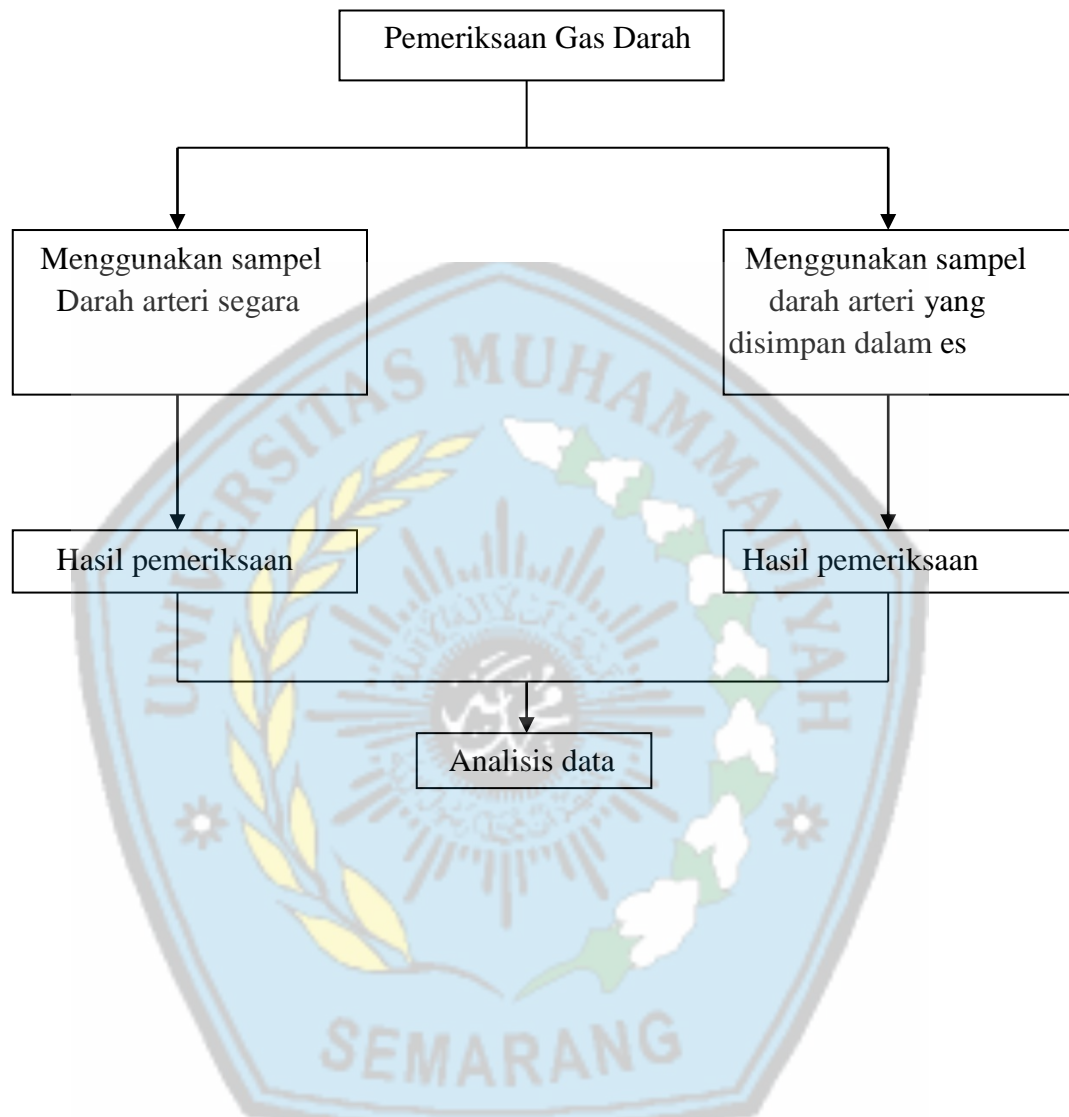 Pemeriksaan Gas Darah
Menggunakan sampel
Darah arteri segara
Menggunakan sampel
darah arteri yang
disimpan dalam es
Hasil pemeriksaan
Hasil pemeriksaan
Analisis data
UNIVERSITAS MUHAMMADIYAH
SEMARANG